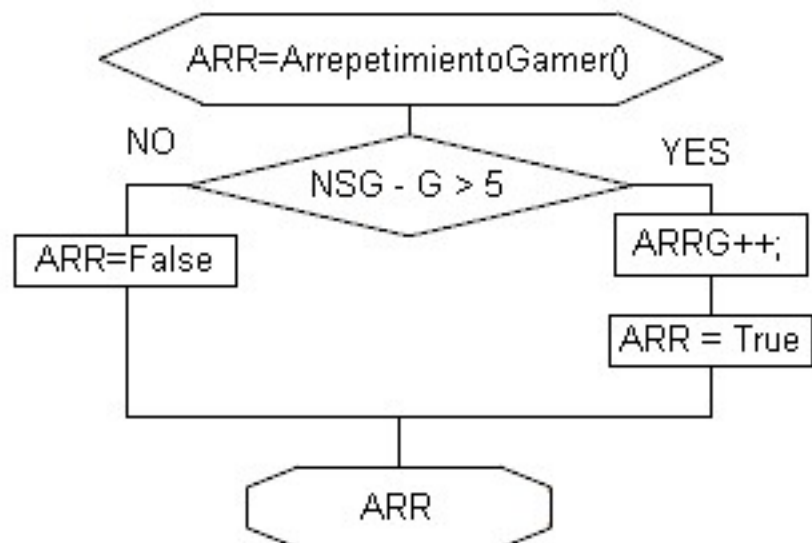 ARR=ArrepetimientoGamer()
NO
YES
NSG - G > 5
ARR=False
ARRG++;
ARR = True
ARR